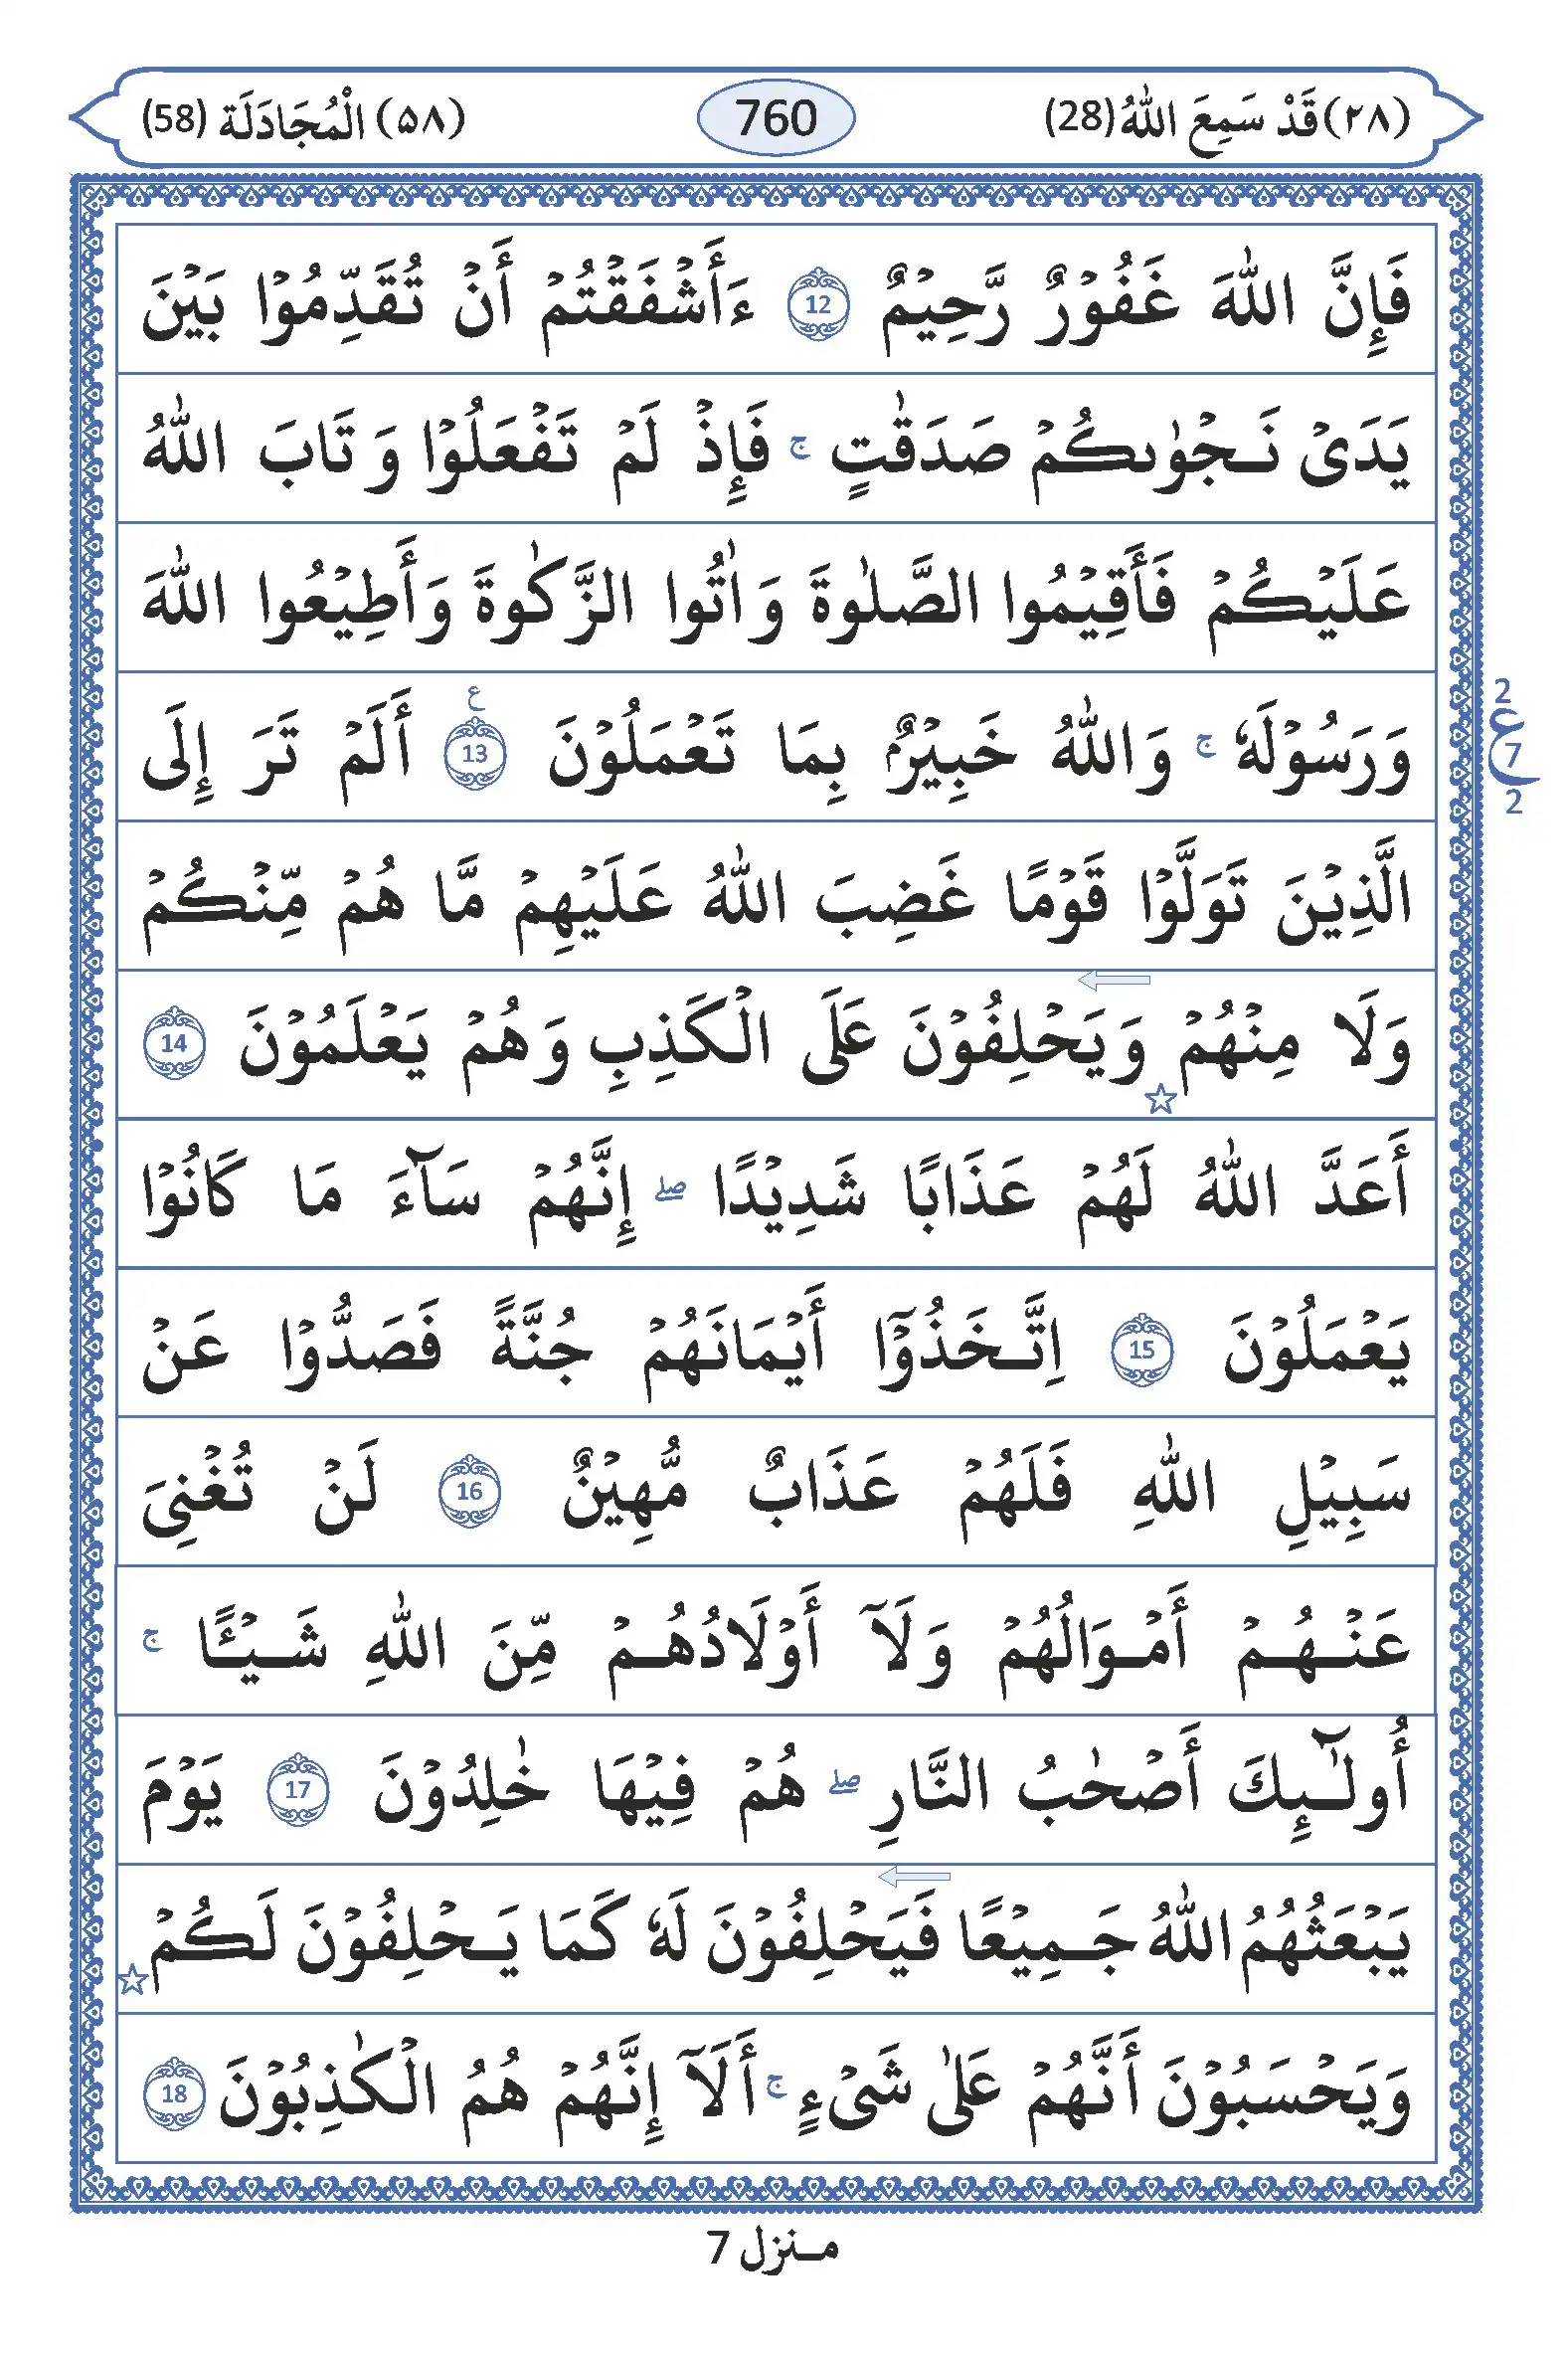 (٢٨) قَدْ سَمِعَ اللّٰهُ (28) 760 (٥٨) الْمُجَادَلَة (58)
فَإِنَّ اللّٰهَ غَفُوْرٌ رَّحِيْمٌ 12 ءَأَشْفَقْتُمْ أَنْ تُقَدِّمُوْا بَيْنَ
يَدَىْ نَجْوٰىكُمْ صَدَقٰتٍ ج فَإِذْ لَمْ تَفْعَلُوْا وَتَابَ اللّٰهُ
عَلَيْكُمْ فَأَقِيْمُوا الصَّلٰوةَ وَاٰتُوا الزَّكٰوةَ وَأَطِيْعُوا اللّٰهَ
وَرَسُوْلَهٗ ج وَاللّٰهُ خَبِيْرٌۢ بِمَا تَعْمَلُوْنَ 13 ع أَلَمْ تَرَ إِلَى
2 ع 7 2
الَّذِيْنَ تَوَلَّوْا قَوْمًا غَضِبَ اللّٰهُ عَلَيْهِمْ مَّا هُمْ مِّنْكُمْ
وَلَا مِنْهُمْ ☆ وَيَحْلِفُوْنَ عَلَى الْكَذِبِ وَهُمْ يَعْلَمُوْنَ 14
أَعَدَّ اللّٰهُ لَهُمْ عَذَابًا شَدِيْدًا صلے إِنَّهُمْ سَآءَ مَا كَانُوْا
يَعْمَلُوْنَ 15 اِتَّخَذُوْٓا أَيْمَانَهُمْ جُنَّةً فَصَدُّوْا عَنْ
سَبِيْلِ اللّٰهِ فَلَهُمْ عَذَابٌ مُّهِيْنٌ 16 لَنْ تُغْنِىَ
عَنْهُمْ أَمْوَالُهُمْ وَلَآ أَوْلَادُهُمْ مِّنَ اللّٰهِ شَيْـًٔا ج
أُولٰٓئِكَ أَصْحٰبُ النَّارِ صلے هُمْ فِيْهَا خٰلِدُوْنَ 17 يَوْمَ
يَبْعَثُهُمُ اللّٰهُ جَمِيْعًا فَيَحْلِفُوْنَ لَهٗ كَمَا يَحْلِفُوْنَ لَكُمْ ☆
وَيَحْسَبُوْنَ أَنَّهُمْ عَلٰى شَىْءٍ ج أَلَآ إِنَّهُمْ هُمُ الْكٰذِبُوْنَ 18
منزل 7